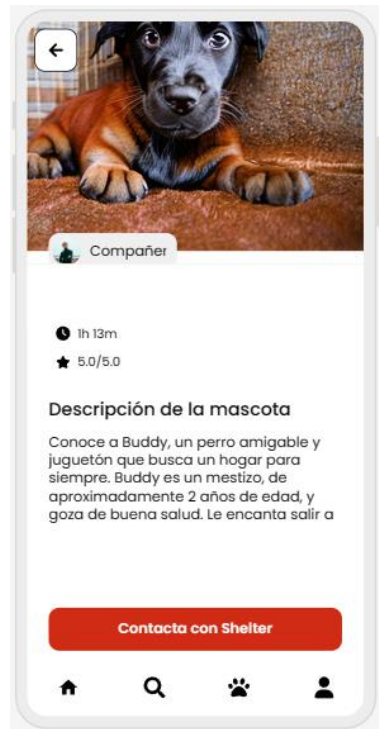 Compañer
1h 13m
5.0/5.0
Descripción de la mascota
Conoce a Buddy, un perro amigable y
juguetón que busca un hogar para
siempre. Buddy es un mestizo, de
aproximadamente 2 años de edad, y
goza de buena salud. Le encanta salir a
Contacta con Shelter